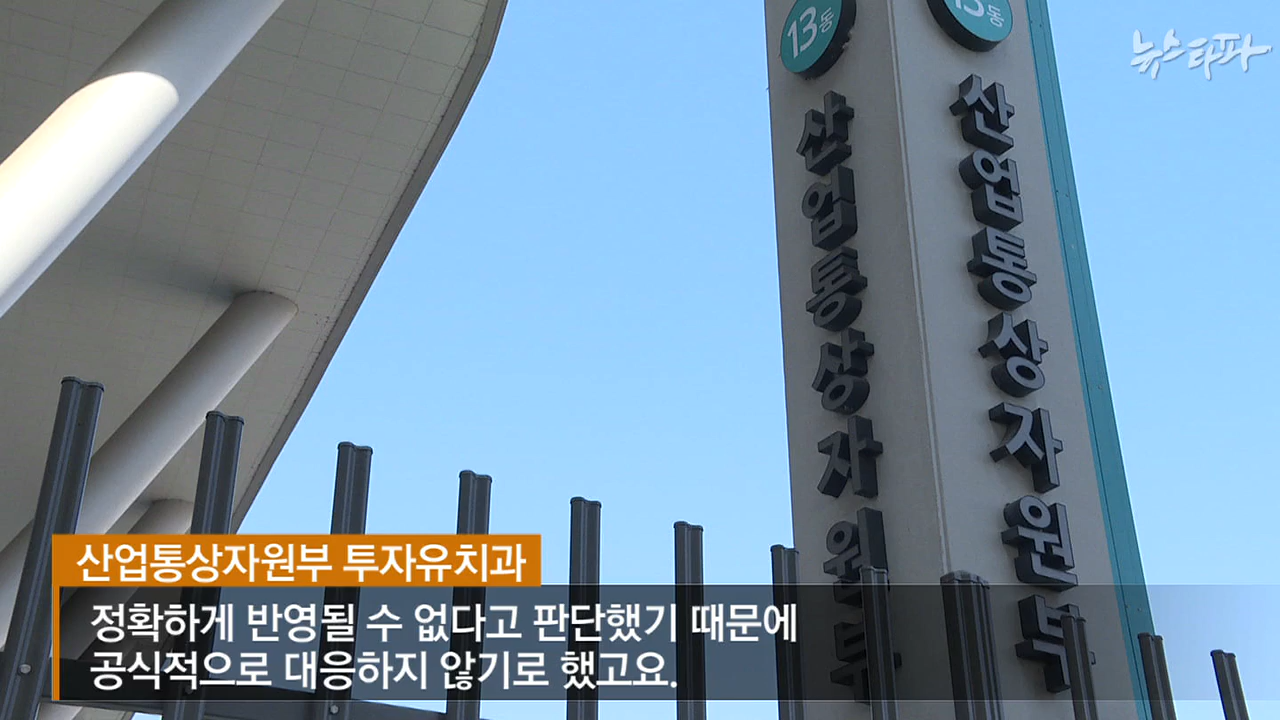 뉴스타파
13동
산업통상자원부
13동
산업통상자원부
산업통상자원부 투자유치과
정확하게 반영될 수 없다고 판단했기 때문에
공식적으로 대응하지 않기로 했고요.